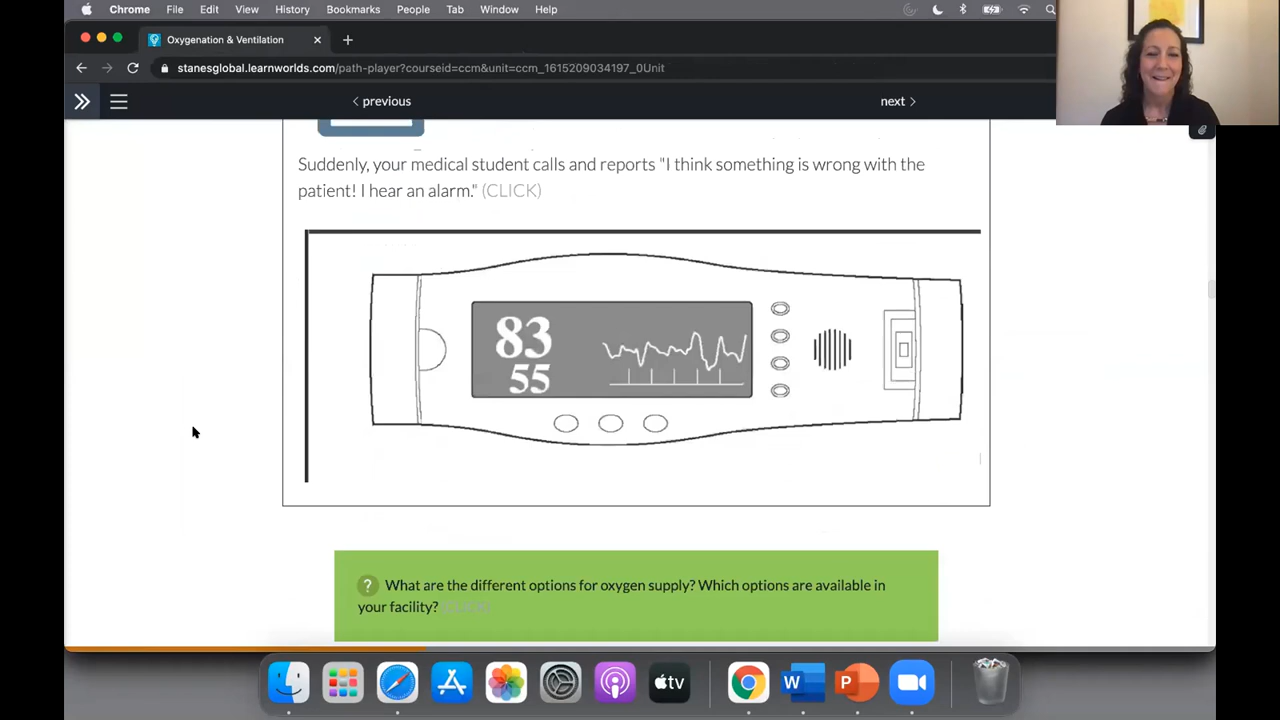 Chrome File Edit View History Bookmarks People Tab Window Help
Oxygenation & Ventilation
stanesglobal.learnworlds.com/path-player?courseid=ccm&unit=ccm_1615209034197_0Unit
previous
next
Suddenly, your medical student calls and reports "I think something is wrong with the
patient! I hear an alarm." (CLICK)
83
55
? What are the different options for oxygen supply? Which options are available in
your facility?
tv
W
P